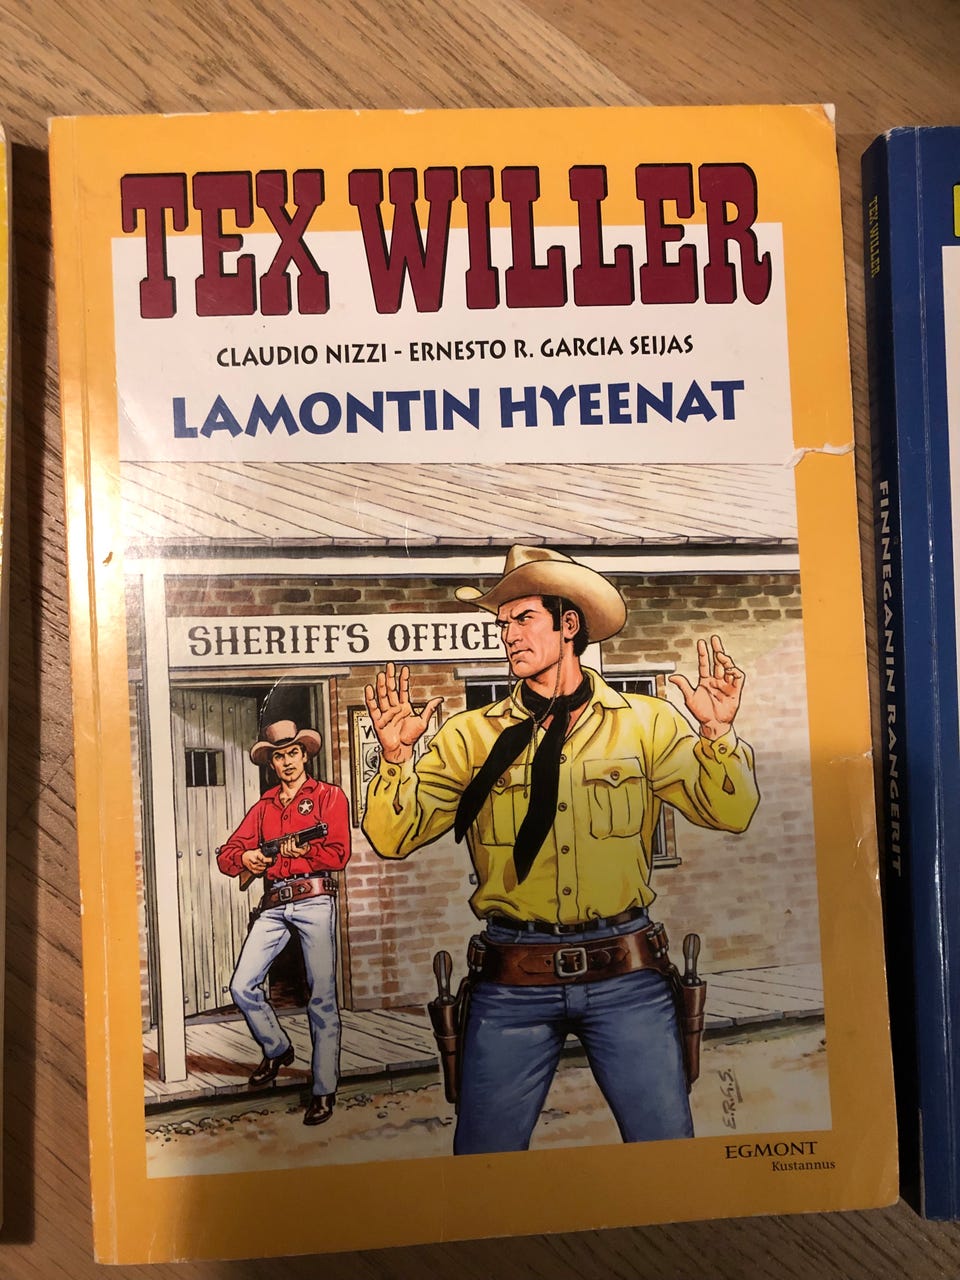 TEX WILLER
CLAUDIO NIZZI - ERNESTO R. GARCIA SEIJAS
LAMONTIN HYEENAT
SHERIFF'S OFFICE
W
E.R.G.S.
EGMONT
Kustannus
TEX WILLER
FINNEGANIN RANGERIT